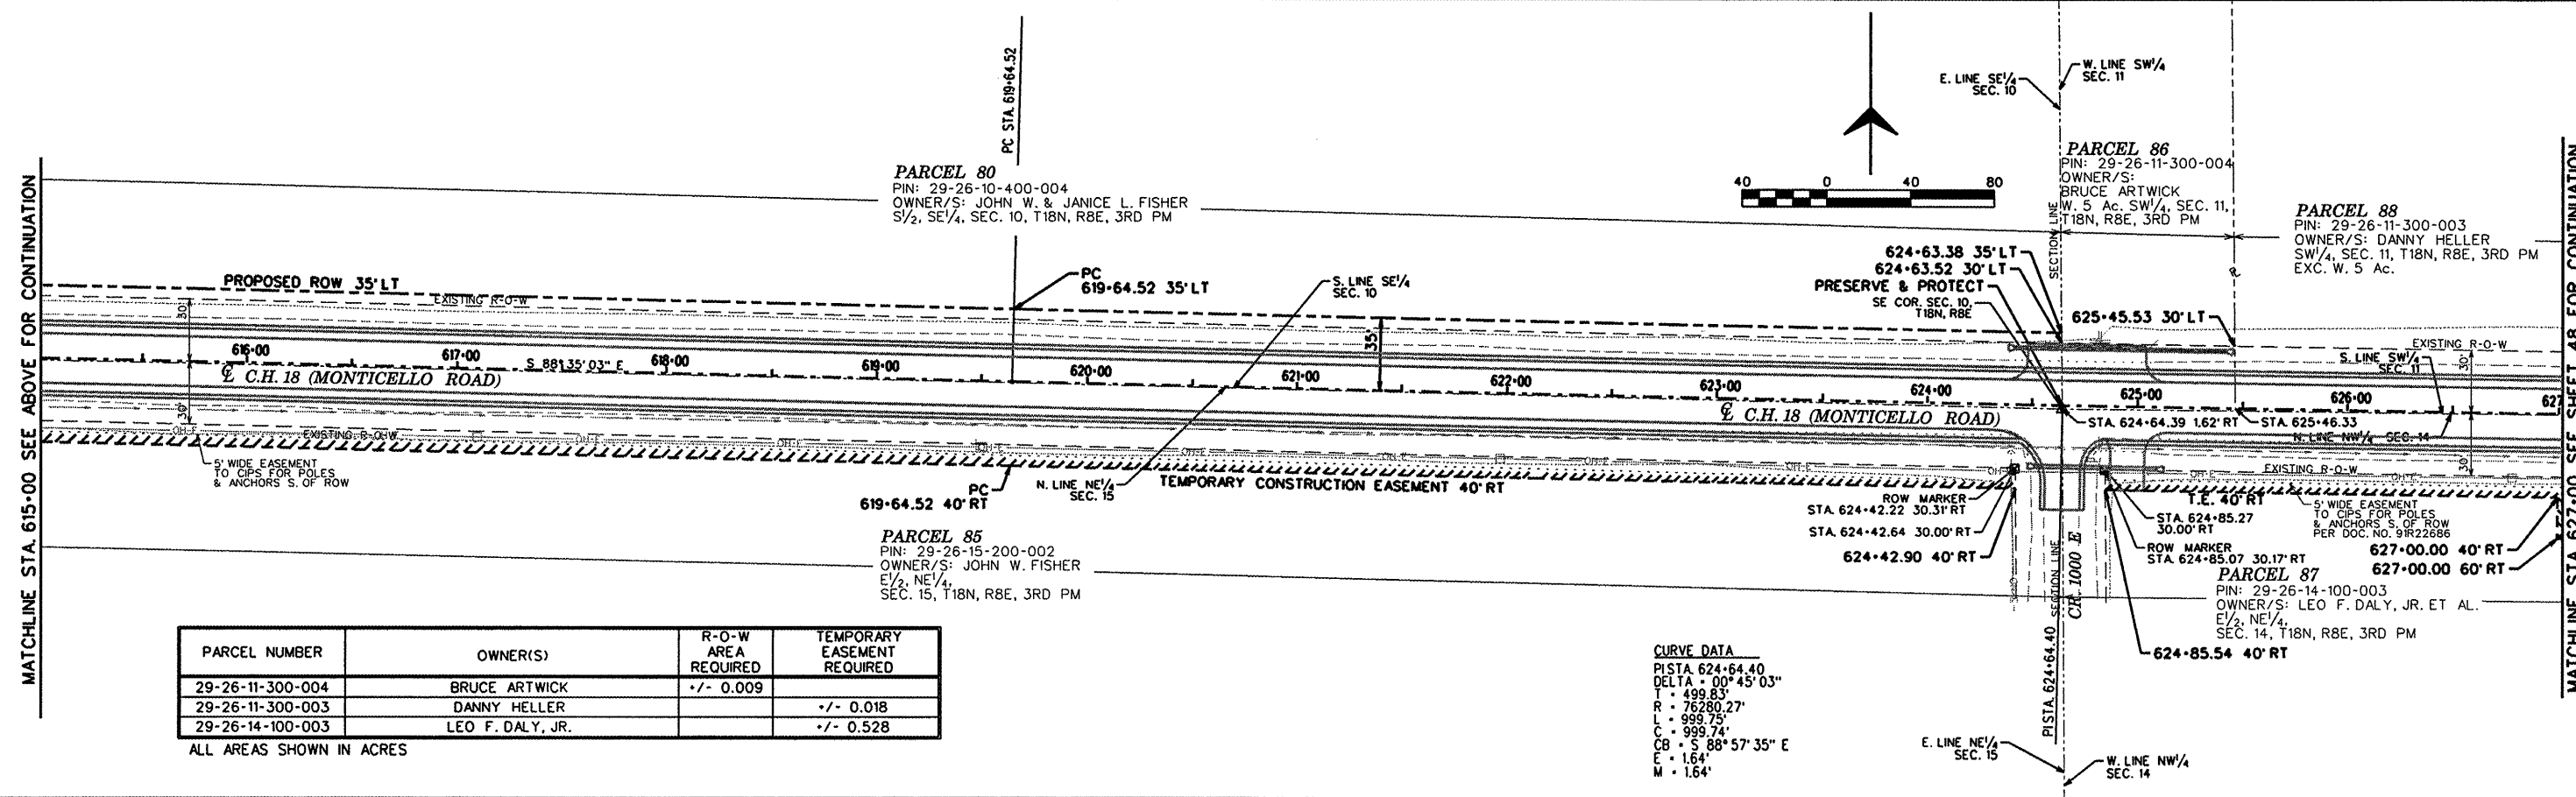 MATCHLINE STA. 615+00 SEE ABOVE FOR CONTINUATION
PC STA. 619+64.52
PARCEL 80
PIN: 29-26-10-400-004
OWNER/S: JOHN W. & JANICE L. FISHER
S1/2, SE1/4, SEC. 10, T18N, R8E, 3RD PM
40 0 40 80
E. LINE SE1/4
SEC. 10
W. LINE SW1/4
SEC. 11
PARCEL 86
PIN: 29-26-11-300-004
OWNER/S:
BRUCE ARTWICK
W. 5 Ac. SW1/4, SEC. 11,
T18N, R8E, 3RD PM
SECTION LINE
PARCEL 88
PIN: 29-26-11-300-003
OWNER/S: DANNY HELLER
SW1/4, SEC. 11, T18N, R8E, 3RD PM
EXC. W. 5 Ac.
PROPOSED ROW 35' LT
EXISTING R-O-W
30'
PC
619+64.52 35' LT
S. LINE SE1/4
SEC. 10
35'
624+63.38 35' LT
624+63.52 30' LT
PRESERVE & PROTECT
SE COR. SEC. 10,
T18N, R8E
625+45.53 30' LT
EXISTING R-O-W
S. LINE SW1/4
SEC. 11
30'
616+00
617+00
S 88°35'03" E
618+00
619+00
620+00
621+00
622+00
623+00
624+00
625+00
626+00
627
℄ C.H. 18 (MONTICELLO ROAD)
℄ C.H. 18 (MONTICELLO ROAD)
STA. 624+64.39 1.62' RT
STA. 625+46.33
N. LINE NW1/4 SEC. 14
30'
EXISTING R-O-W
OH-E
5' WIDE EASEMENT
TO CIPS FOR POLES
& ANCHORS S. OF ROW
PC
619+64.52 40' RT
N. LINE NE1/4
SEC. 15
TEMPORARY CONSTRUCTION EASEMENT 40' RT
ROW MARKER
STA. 624+42.22 30.31' RT
STA. 624+42.64 30.00' RT
624+42.90 40' RT
EXISTING R-O-W
30'
T.E. 40' RT
STA. 624+85.27
30.00' RT
ROW MARKER
STA. 624+85.07 30.17' RT
5' WIDE EASEMENT
TO CIPS FOR POLES
& ANCHORS S. OF ROW
PER DOC. NO. 91R22686
627+00.00 40' RT
627+00.00 60' RT
PARCEL 85
PIN: 29-26-15-200-002
OWNER/S: JOHN W. FISHER
E1/2, NE1/4,
SEC. 15, T18N, R8E, 3RD PM
SECTION LINE
CR. 1000 E
PARCEL 87
PIN: 29-26-14-100-003
OWNER/S: LEO F. DALY, JR. ET AL.
E1/2, NE1/4,
SEC. 14, T18N, R8E, 3RD PM
624+85.54 40' RT
PI STA. 624+64.40
MATCHLINE STA. 627+00 SEE SHEET 48 FOR CONTINUATION
PARCEL NUMBER OWNER(S) R-O-W AREA REQUIRED TEMPORARY EASEMENT REQUIRED
29-26-11-300-004 BRUCE ARTWICK +/- 0.009
29-26-11-300-003 DANNY HELLER +/- 0.018
29-26-14-100-003 LEO F. DALY, JR. +/- 0.528
ALL AREAS SHOWN IN ACRES
CURVE DATA
PI STA. 624+64.40
DELTA = 00°45'03"
T = 499.83'
R = 76280.27'
L = 999.75'
C = 999.74'
CB = S 88°57'35" E
E = 1.64'
M = 1.64'
E. LINE NE1/4
SEC. 15
W. LINE NW1/4
SEC. 14